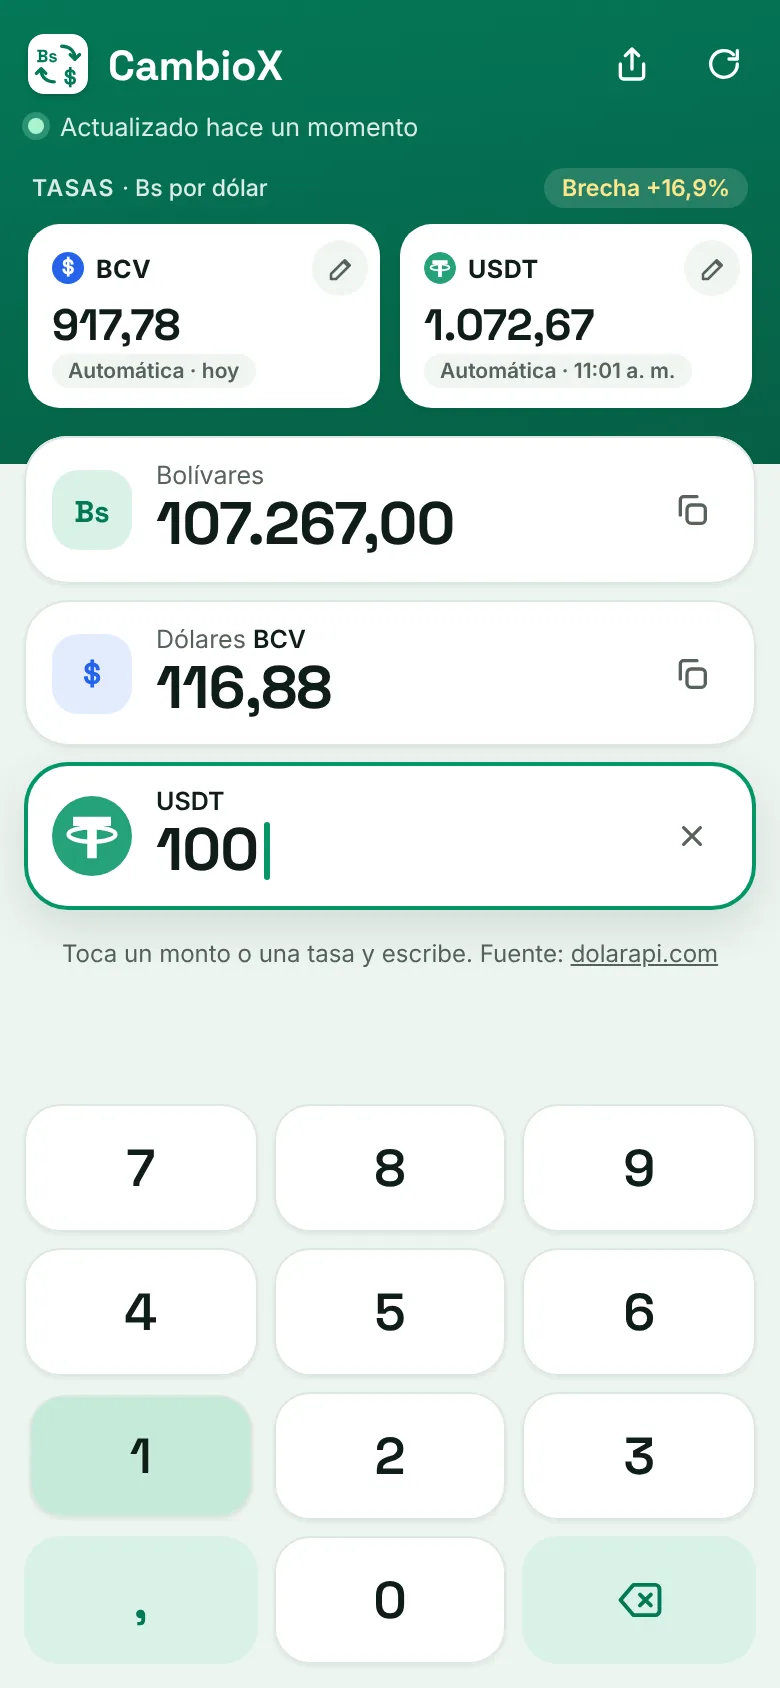 Bs $ CambioX
Actualizado hace un momento
TASAS · Bs por dólar Brecha +16,9%
$ BCV
917,78
Automática · hoy
USDT
1.072,67
Automática · 11:01 a. m.
Bs
Bolívares
107.267,00
$
Dólares BCV
116,88
USDT
100
Toca un monto o una tasa y escribe. Fuente: dolarapi.com
7 8 9
4 5 6
1 2 3
, 0